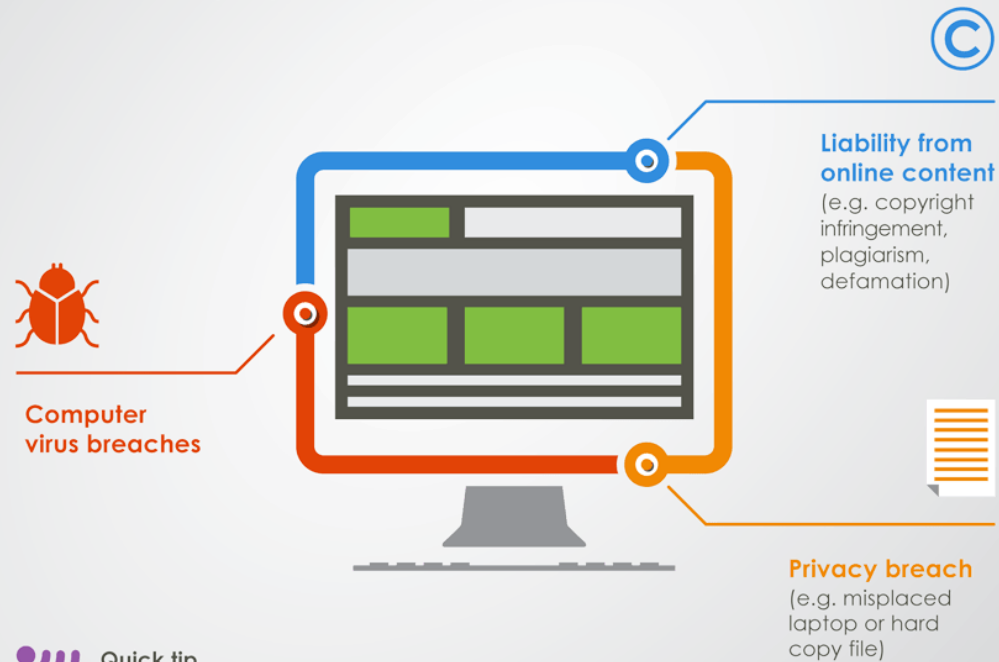 ©
Liability from
online content
(e.g. copyright
infringement,
plagiarism,
defamation)
Computer
virus breaches
Privacy breach
(e.g. misplaced
laptop or hard
copy file)
Quick tip